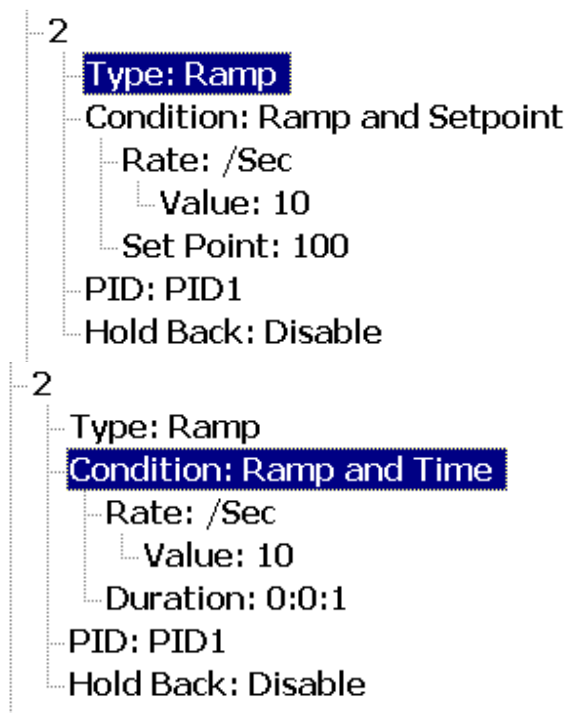 2
Type: Ramp
Condition: Ramp and Setpoint
Rate: /Sec
Value: 10
Set Point: 100
PID: PID1
Hold Back: Disable
2
Type: Ramp
Condition: Ramp and Time
Rate: /Sec
Value: 10
Duration: 0:0:1
PID: PID1
Hold Back: Disable